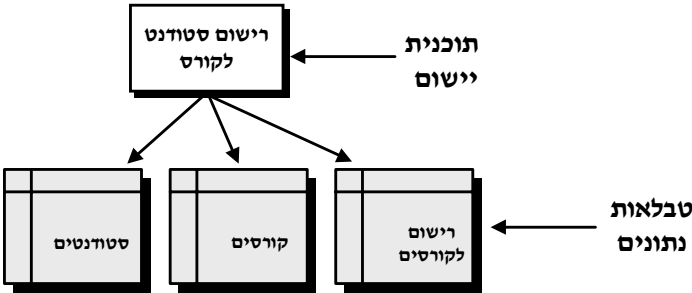 רישום סטודנט
לקורס
תוכנית
יישום
רישום
לקורסים
קורסים
סטודנטים
טבלאות
נתונים